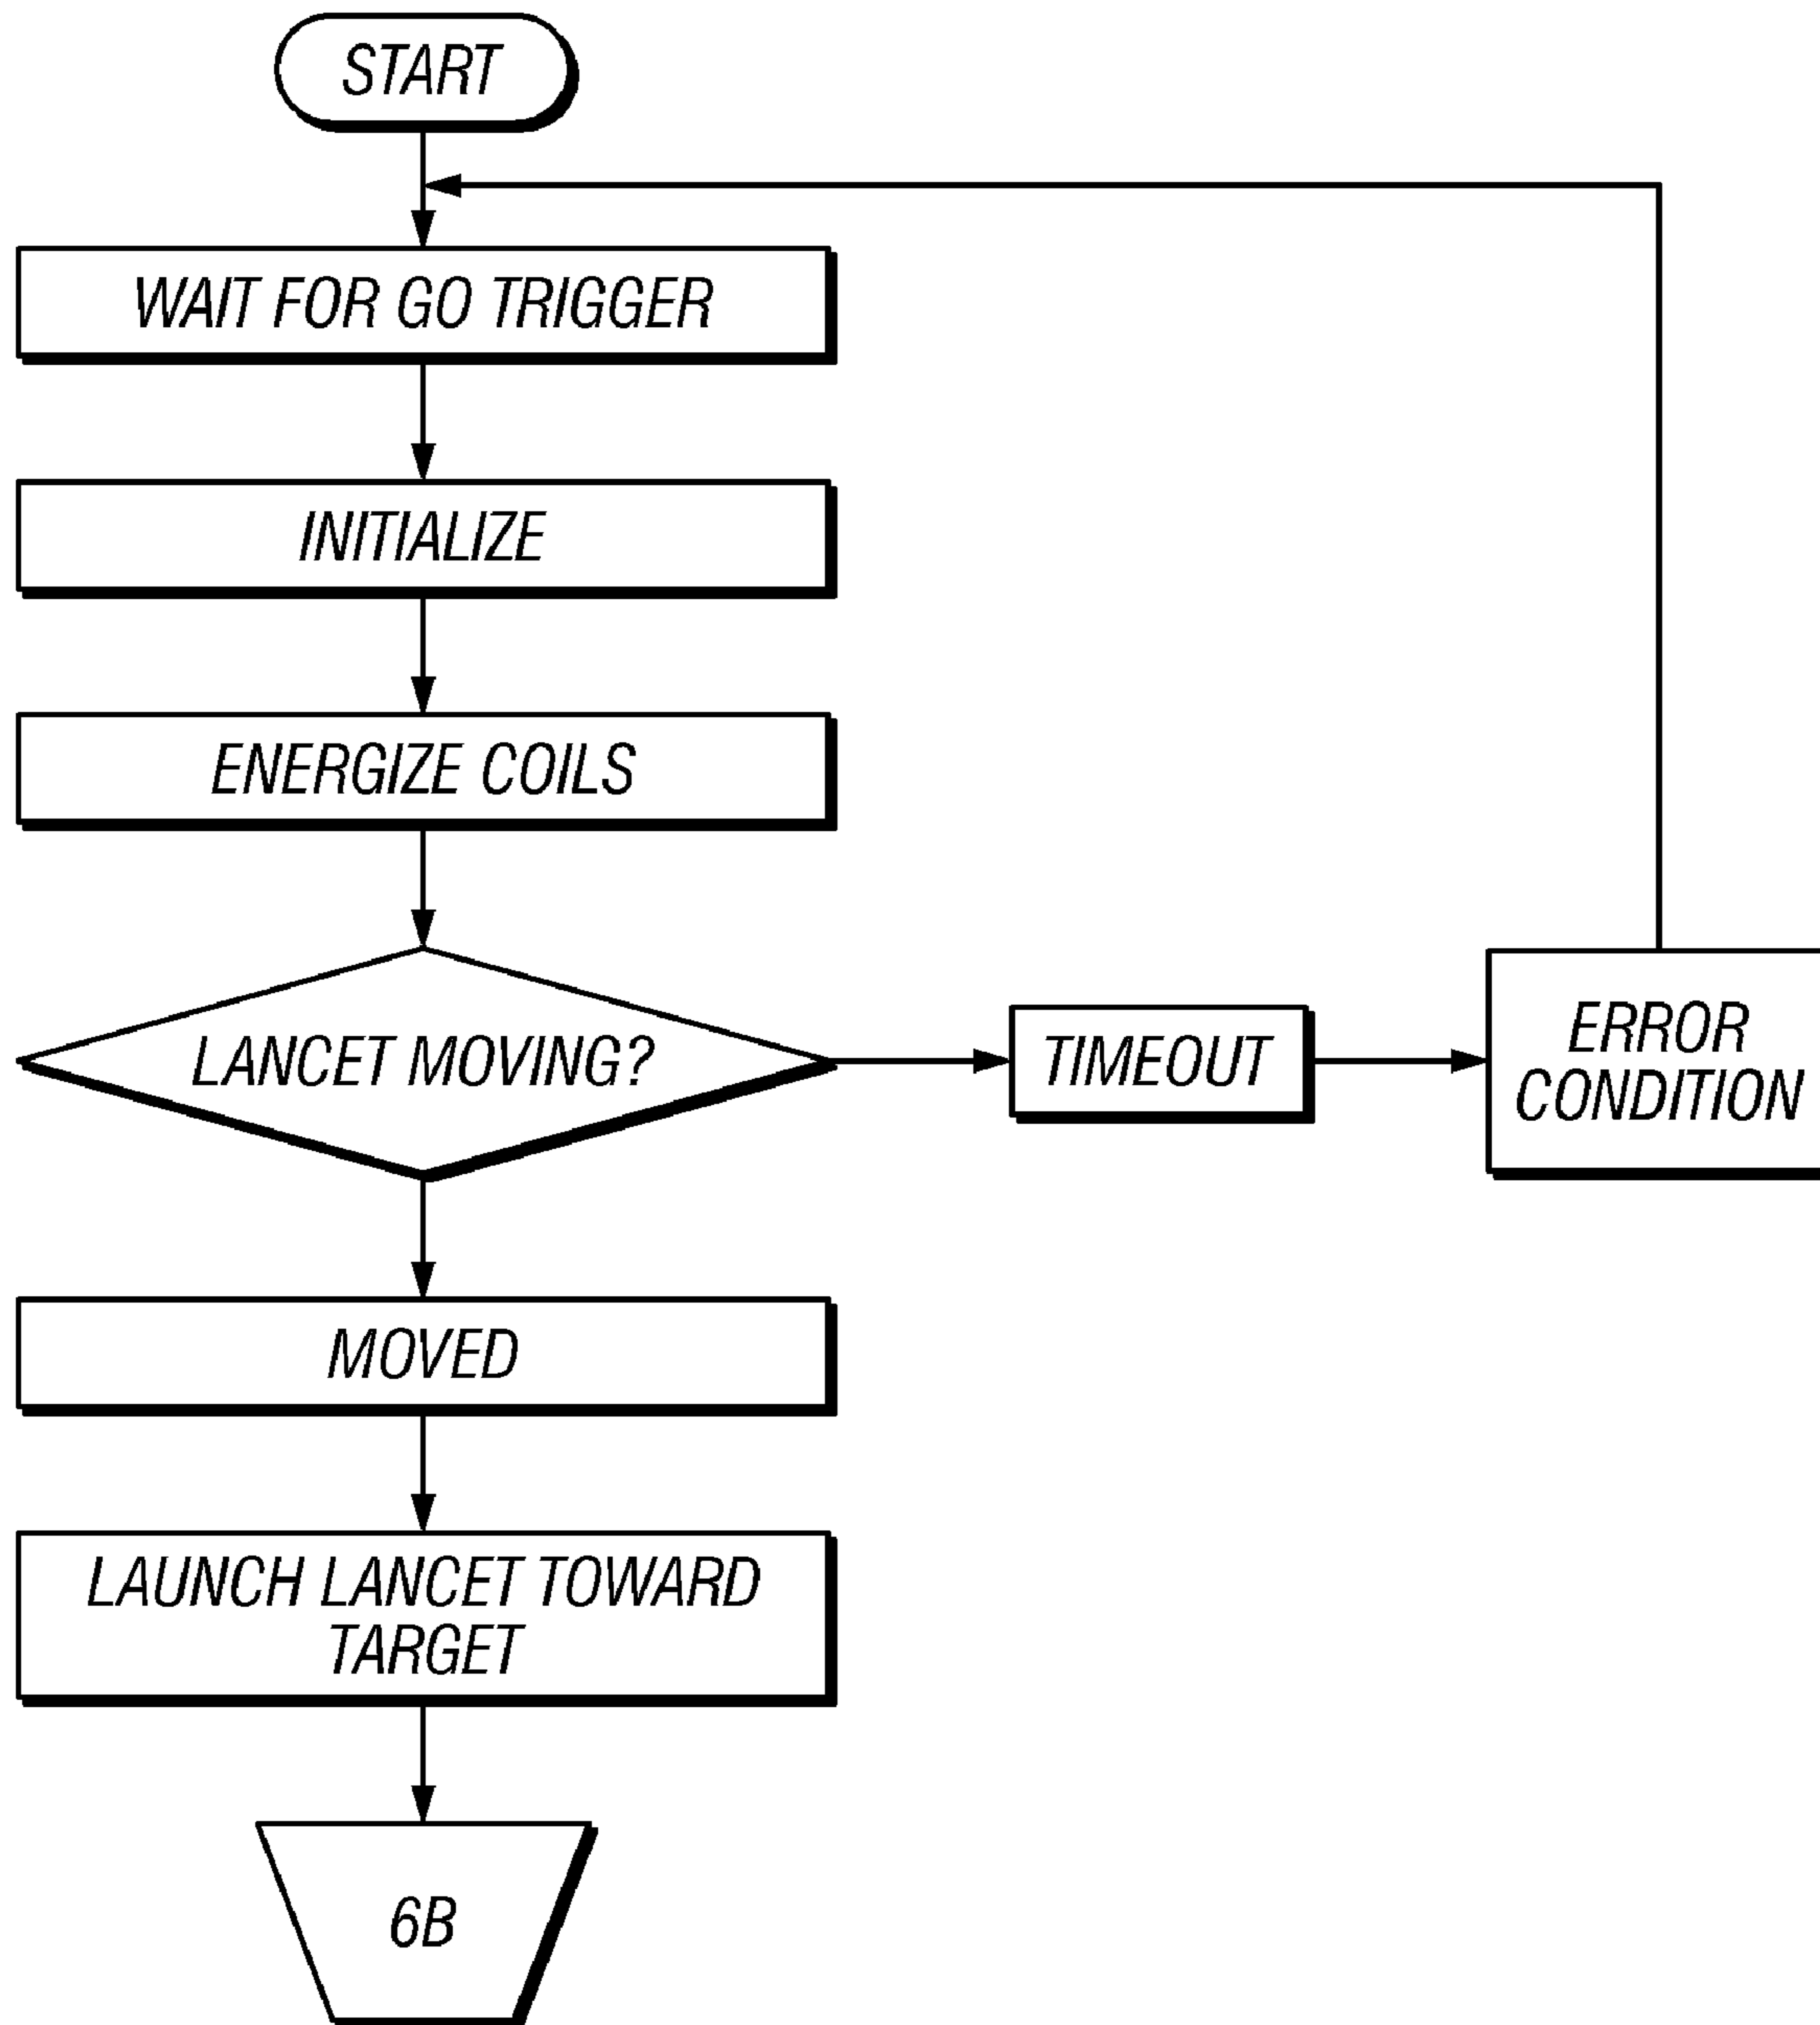 START
WAIT FOR GO TRIGGER
INITIALIZE
ENERGIZE COILS
LANCET MOVING?
TIMEOUT
ERROR
CONDITION
MOVED
LAUNCH LANCET TOWARD
TARGET
6B